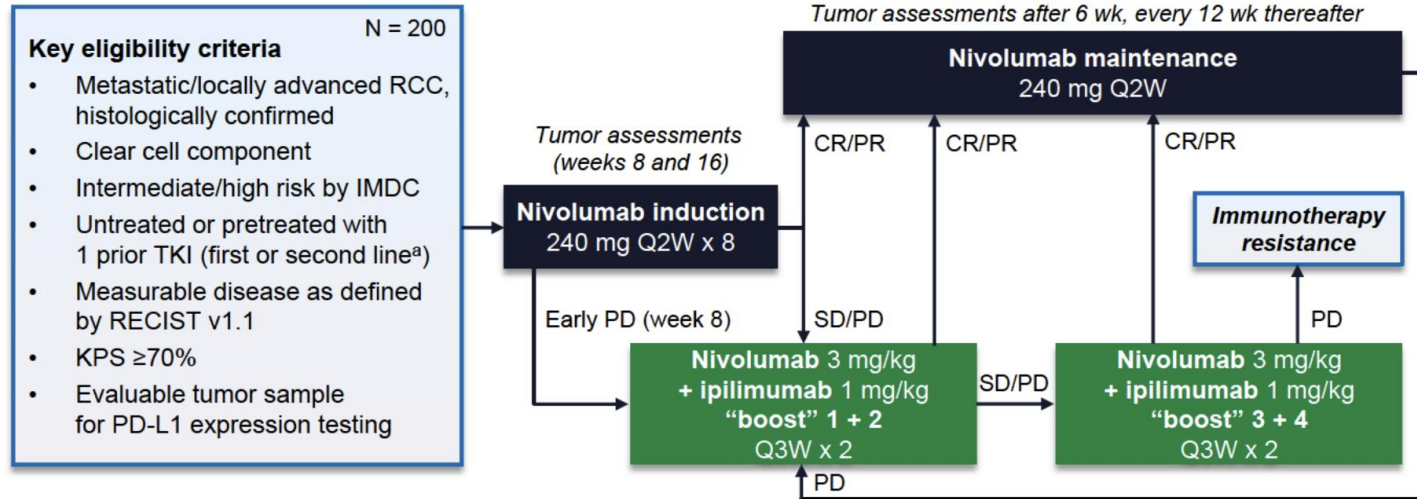 N = 200
Key eligibility criteria
• Metastatic/locally advanced RCC,
histologically confirmed
• Clear cell component
• Intermediate/high risk by IMDC
• Untreated or pretreated with
1 prior TKI (first or second lineᵃ)
• Measurable disease as defined
by RECIST v1.1
• KPS ≥70%
• Evaluable tumor sample
for PD-L1 expression testing
Tumor assessments
(weeks 8 and 16)
Nivolumab induction
240 mg Q2W x 8
Early PD (week 8)
Tumor assessments after 6 wk, every 12 wk thereafter
Nivolumab maintenance
240 mg Q2W
CR/PR
CR/PR
CR/PR
SD/PD
Nivolumab 3 mg/kg
+ ipilimumab 1 mg/kg
“boost” 1 + 2
Q3W x 2
SD/PD
Nivolumab 3 mg/kg
+ ipilimumab 1 mg/kg
“boost” 3 + 4
Q3W x 2
PD
Immunotherapy
resistance
PD